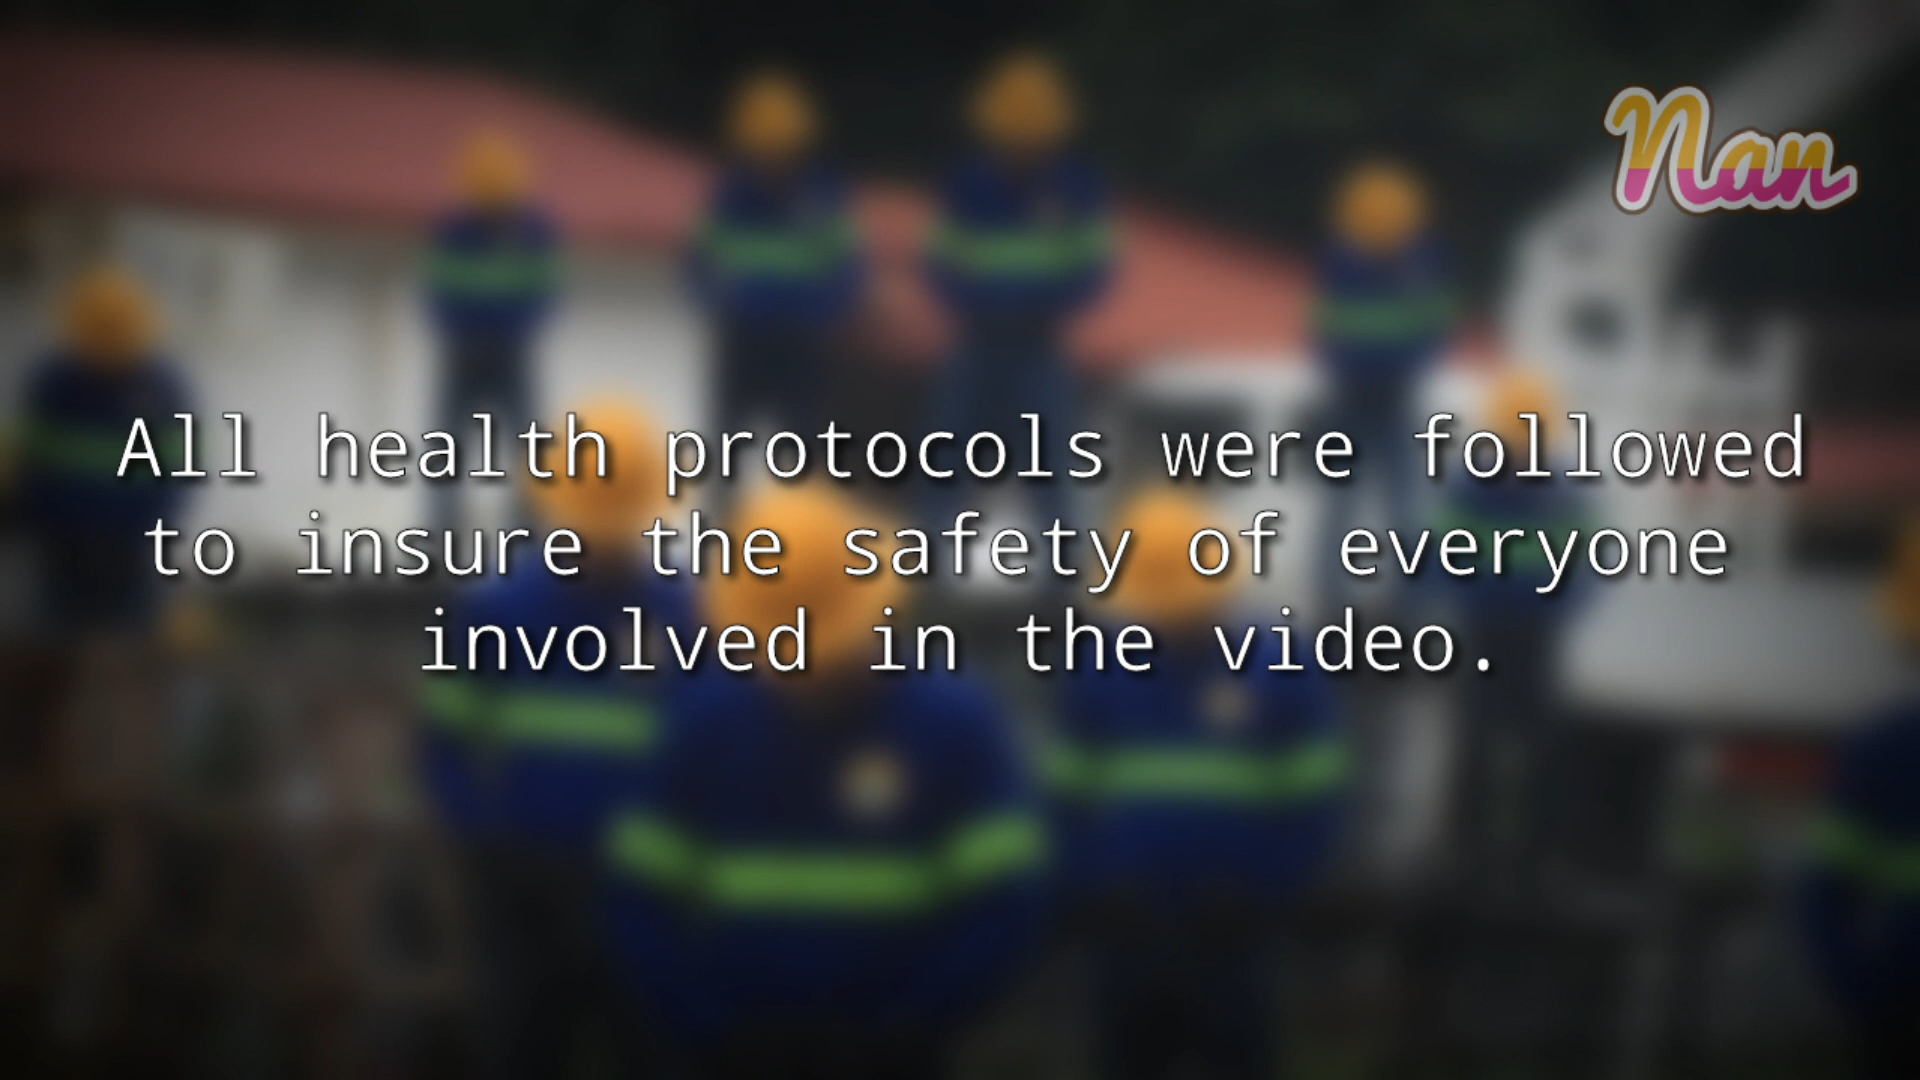 Nan
All health protocols were followed
to insure the safety of everyone
involved in the video.